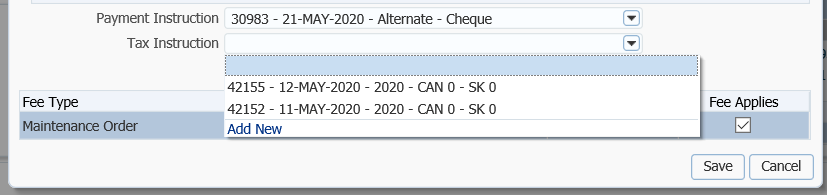 Payment Instruction 30983 - 21-MAY-2020 - Alternate - Cheque
Tax Instruction
42155 - 12-MAY-2020 - 2020 - CAN 0 - SK 0
42152 - 11-MAY-2020 - 2020 - CAN 0 - SK 0
Add New
Fee Type Fee Applies
Maintenance Order
Save Cancel